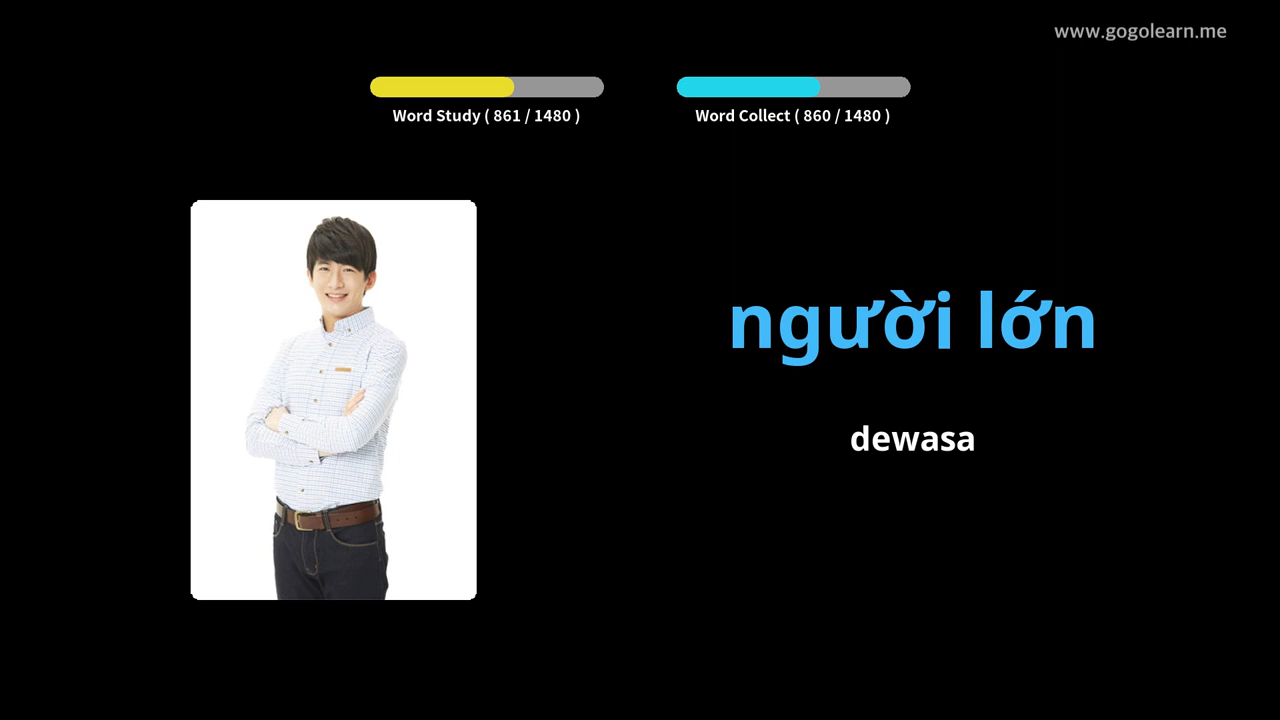 www.gogolearn.me
Word Study ( 861 / 1480 )
Word Collect ( 860 / 1480 )
người lớn
dewasa